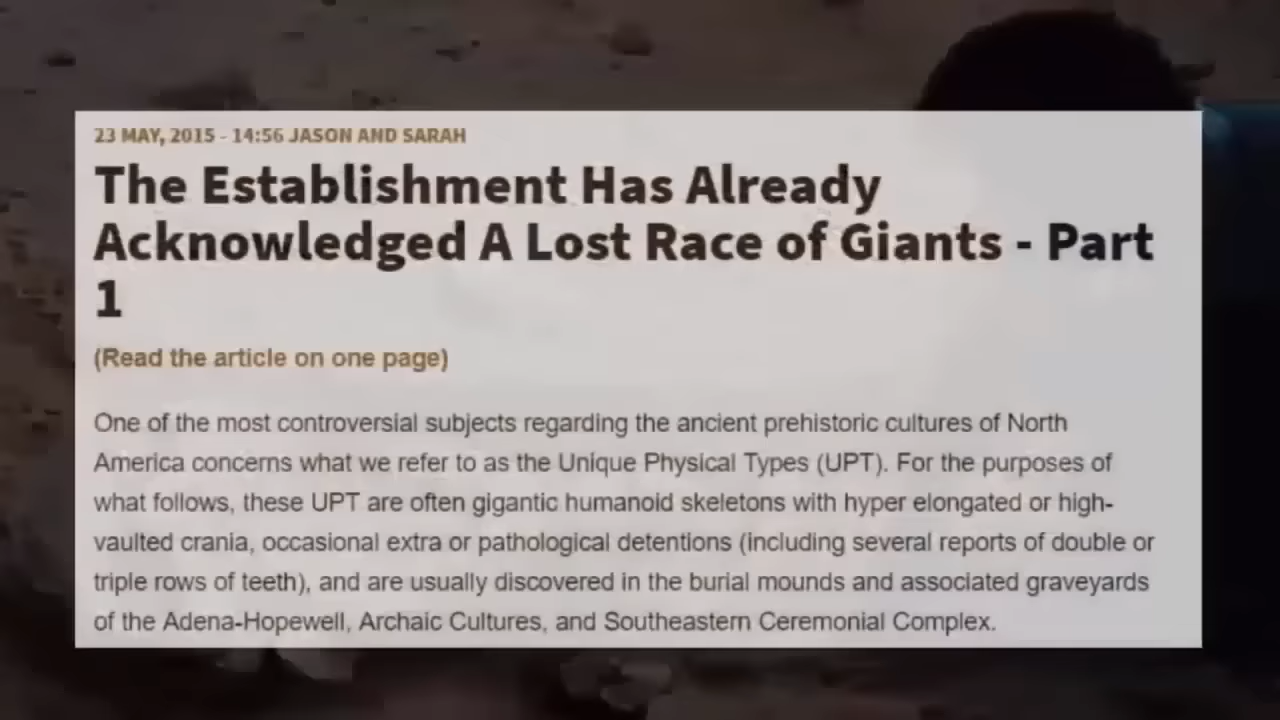 23 MAY, 2015 - 14:56 JASON AND SARAH
The Establishment Has Already
Acknowledged A Lost Race of Giants - Part
1
(Read the article on one page)
One of the most controversial subjects regarding the ancient prehistoric cultures of North
America concerns what we refer to as the Unique Physical Types (UPT). For the purposes of
what follows, these UPT are often gigantic humanoid skeletons with hyper elongated or high-
vaulted crania, occasional extra or pathological detentions (including several reports of double or
triple rows of teeth), and are usually discovered in the burial mounds and associated graveyards
of the Adena-Hopewell, Archaic Cultures, and Southeastern Ceremonial Complex.